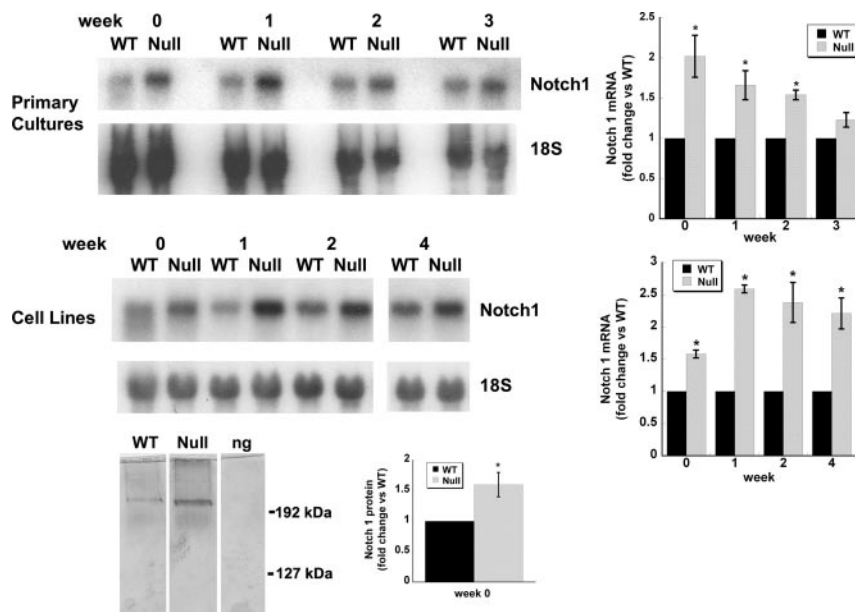 week 0 1 2 3
WT Null WT Null WT Null WT Null
Notch1
Primary
Cultures
18S
week 0 1 2 4
WT Null WT Null WT Null WT Null
Notch1
Cell Lines
18S
WT Null ng
-192 kDa
-127 kDa
Notch 1 mRNA
(fold change vs WT)
2.5
2
1.5
1
0.5
0
* * *
WT
Null
0 1 2 3
week
Notch 1 mRNA
(fold change vs WT)
3
2.5
2
1.5
1
0.5
0
WT
Null
* * * *
0 1 2 4
week
Notch 1 protein
(fold change vs WT)
2
1.5
1
0.5
0
WT
Null
*
week 0